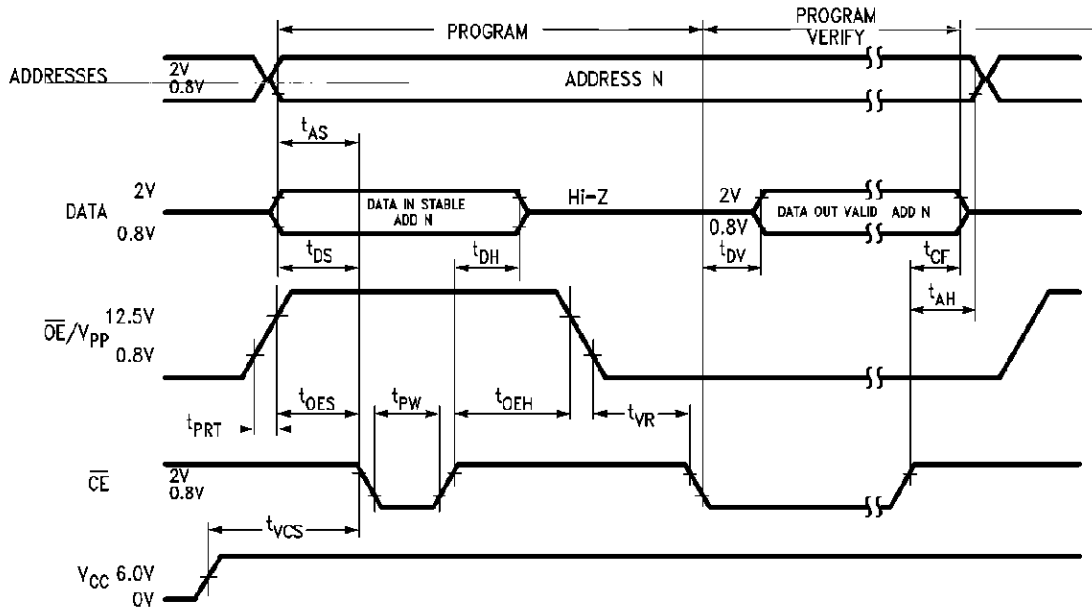 PROGRAM
PROGRAM
VERIFY
ADDRESSES
2V
0.8V
ADDRESS N
tAS
DATA
2V
0.8V
DATA IN STABLE
ADD N
Hi-Z
2V
0.8V
DATA OUT VALID ADD N
tDS
tDH
tDV
tCF
tAH
OE/VPP
12.5V
0.8V
tPRT
tOES
tPW
tOEH
tVR
CE
2V
0.8V
tVCS
VCC 6.0V
0V